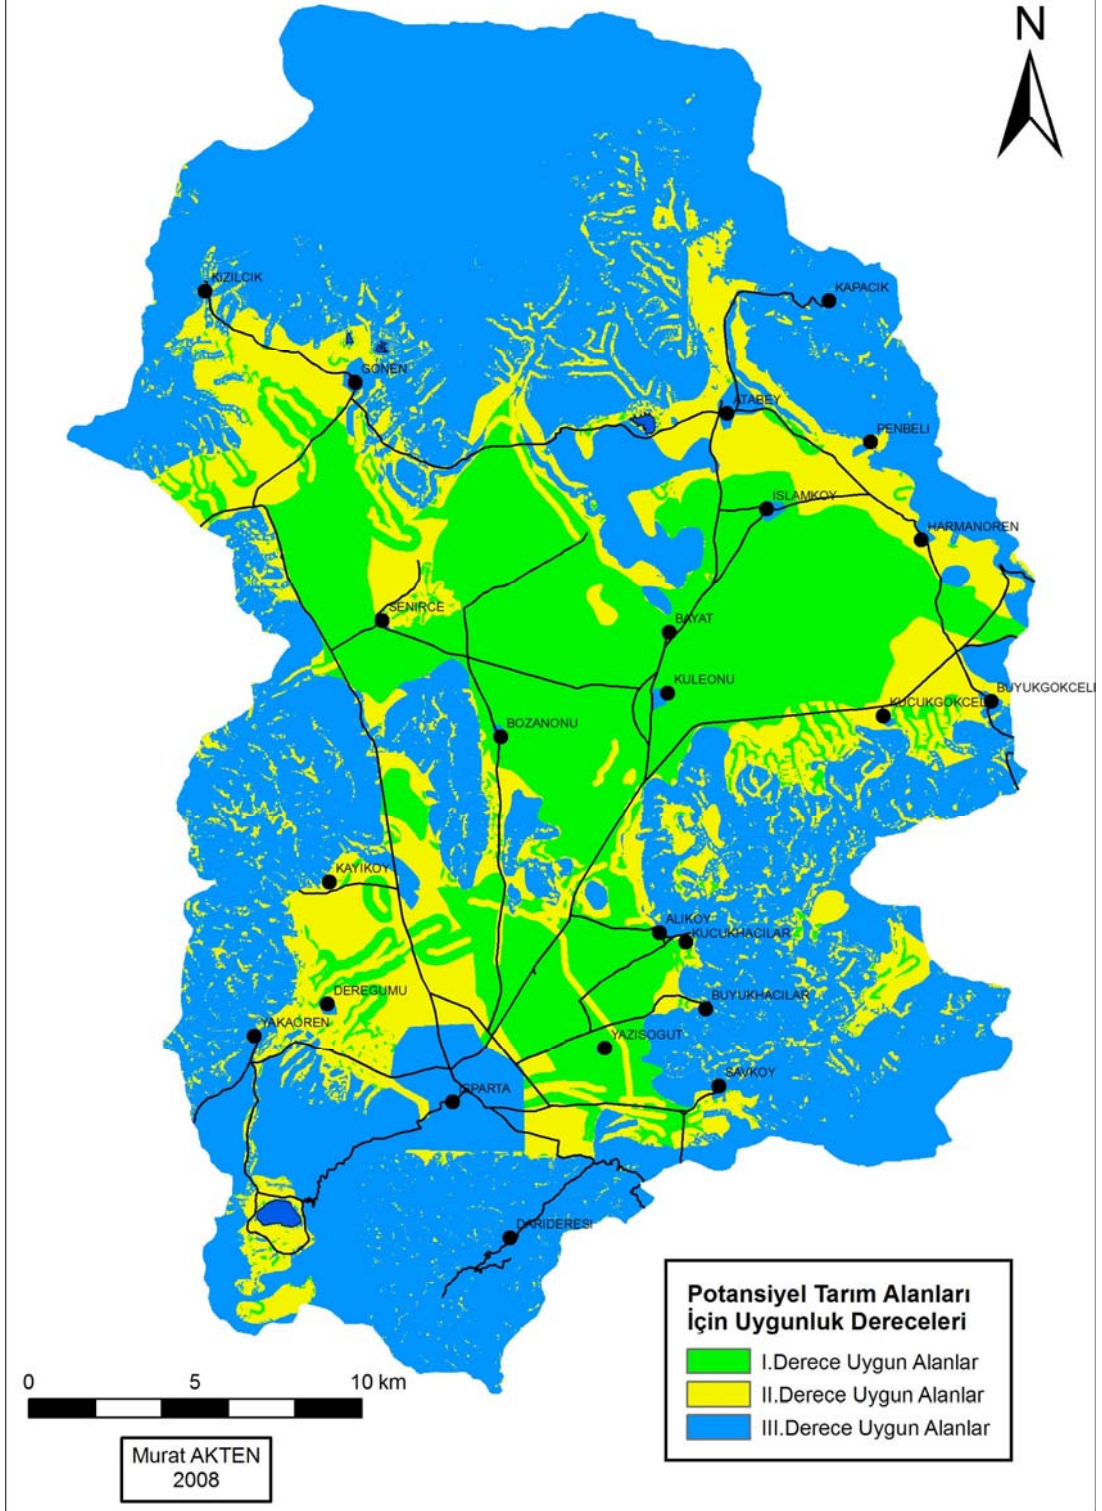 N
KIZILCIK
KAPACIK
GONEN
ATABEY
PENBELI
ISLAMKOY
HARMANOREN
SENIRCE
BAYAT
KULEONU
BUYUKGOKCELI
KUCUKGOKCELI
BOZANONU
KAYIKOY
ALIKOY
KUCUKHACILAR
DEREGUMU
BUYUKHACILAR
YAKAOREN
YAZISOGUT
SAVKOY
ISPARTA
DARIDERESI
Potansiyel Tarım Alanları
İçin Uygunluk Dereceleri
I.Derece Uygun Alanlar
II.Derece Uygun Alanlar
III.Derece Uygun Alanlar
0 5 10 km
Murat AKTEN
2008